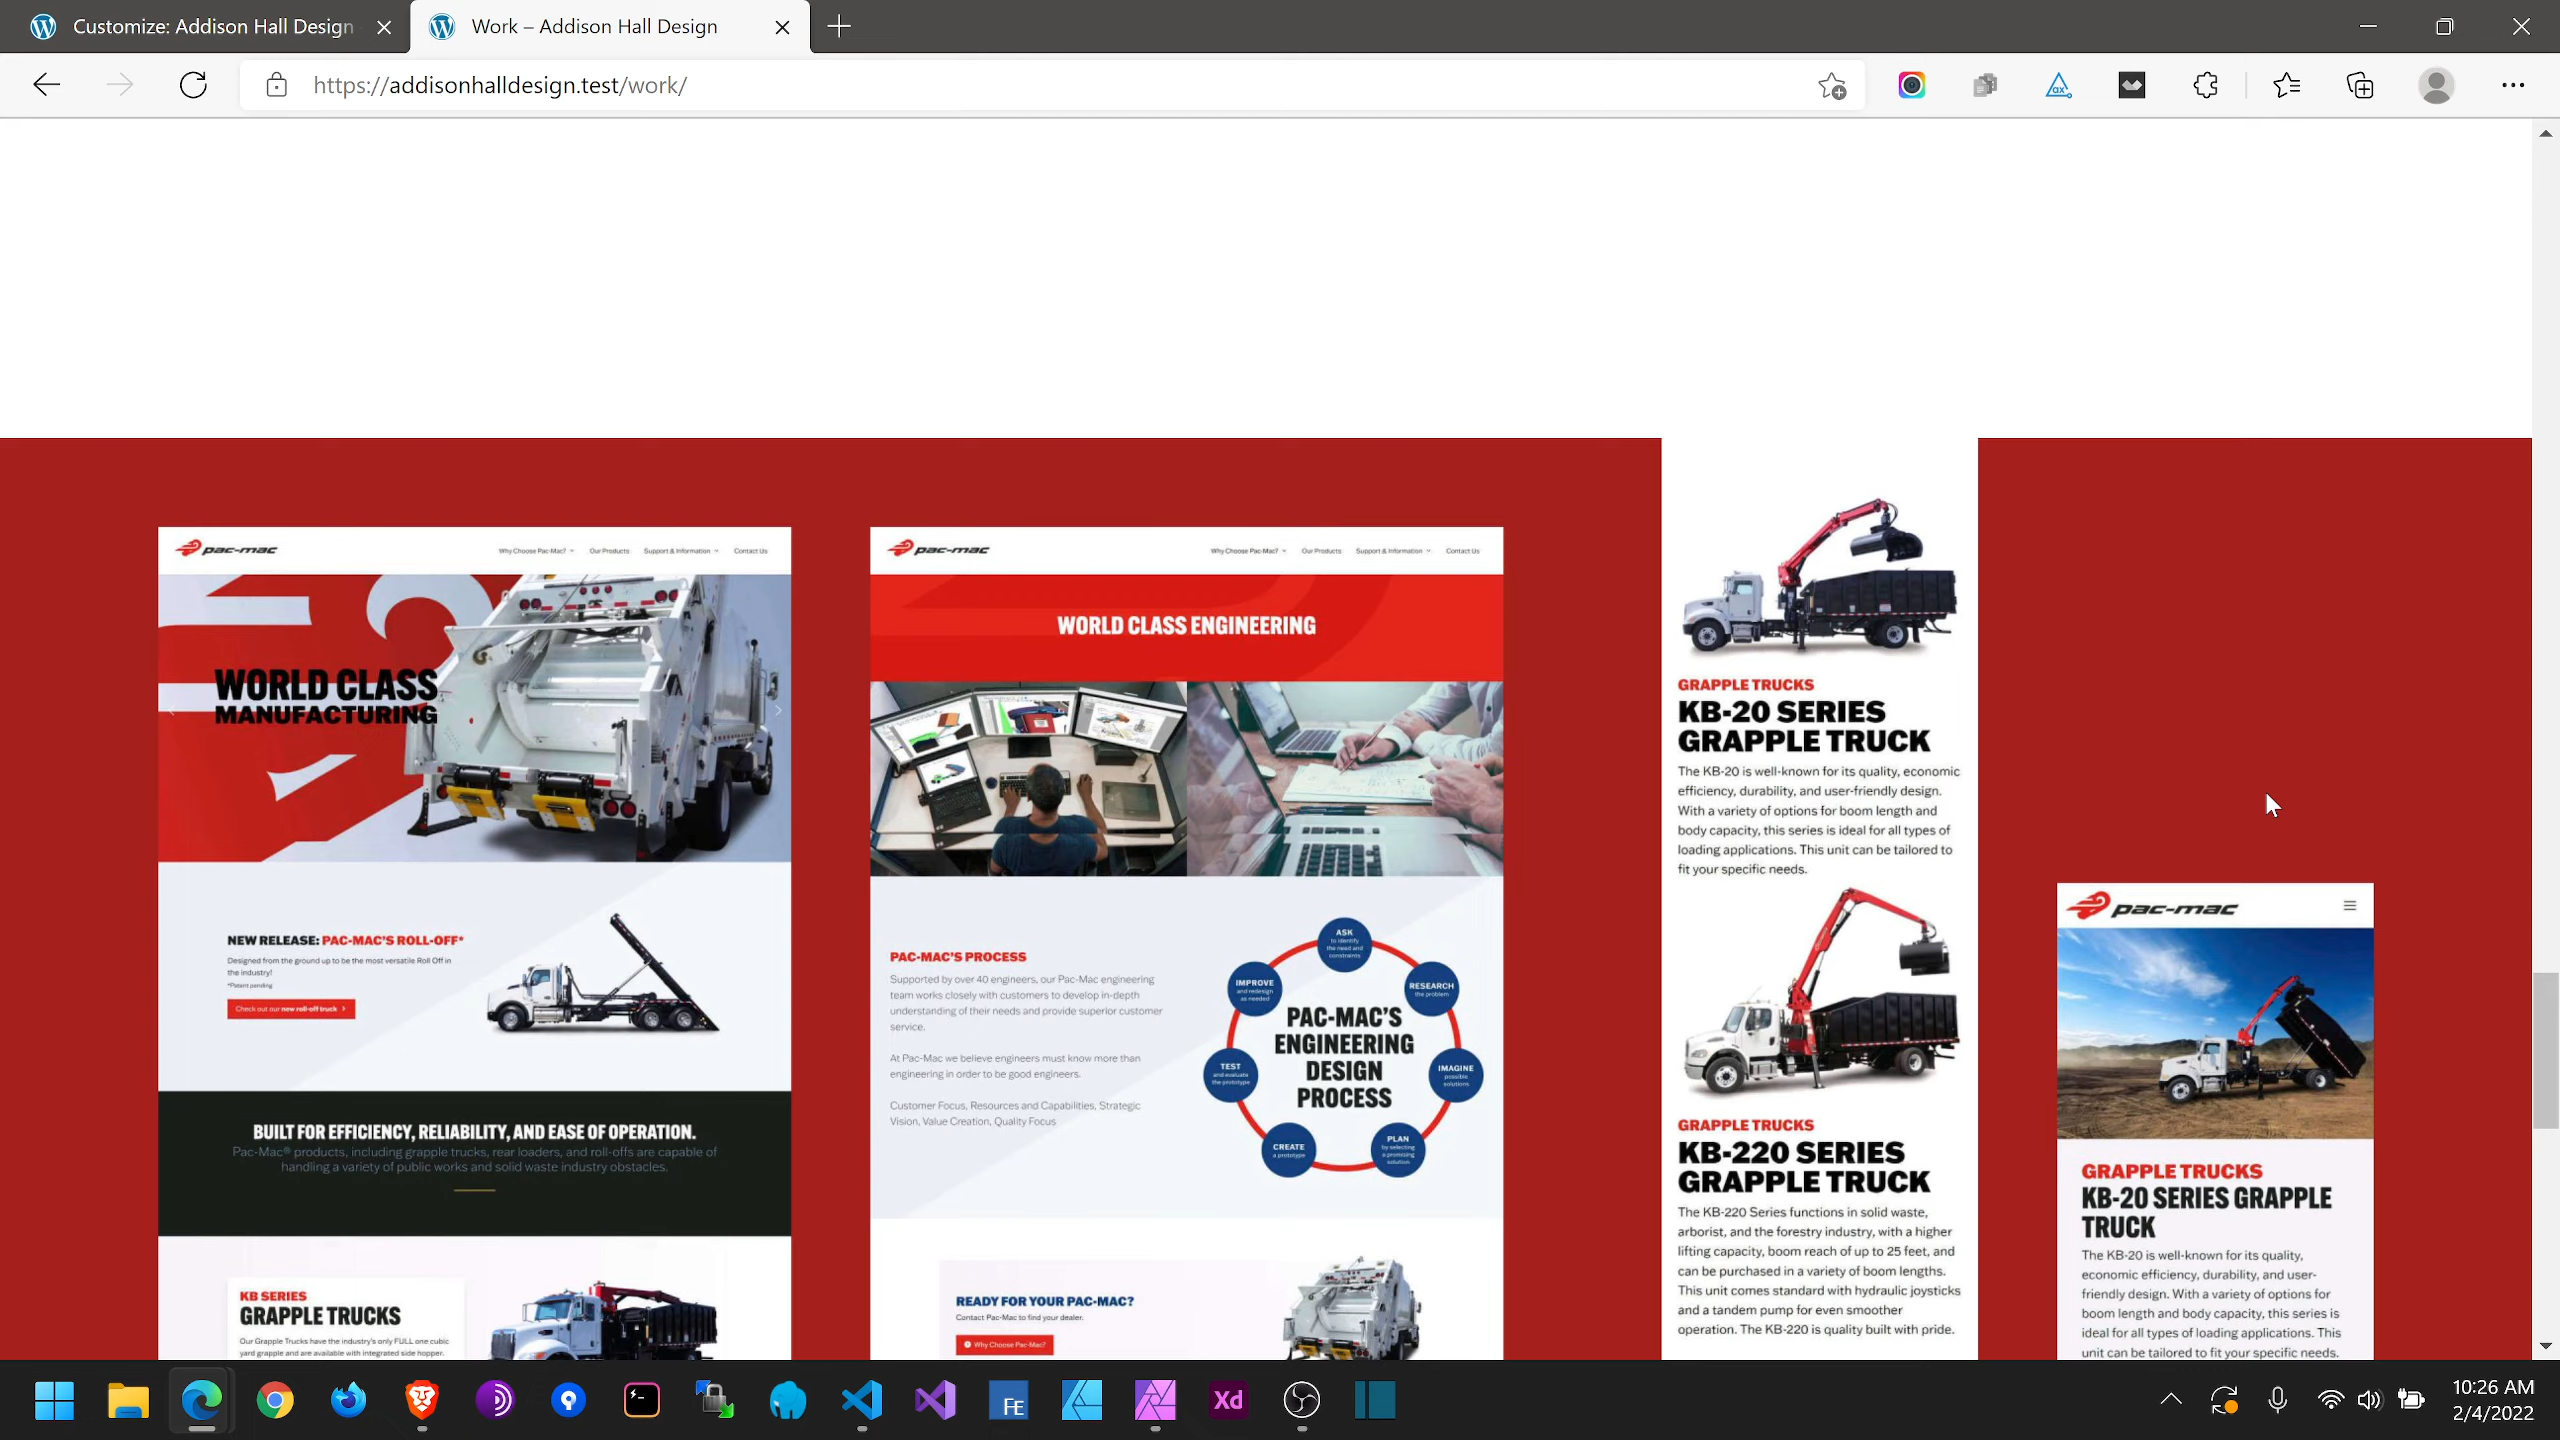 Customize: Addison Hall Design
Work – Addison Hall Design
https://addisonhalldesign.test/work/
pac-mac
Why Choose Pac-Mac?
Our Products
Support & Information
Contact Us
WORLD CLASS
MANUFACTURING
NEW RELEASE: PAC-MAC'S ROLL-OFF*
Designed from the ground up to be the most versatile Roll Off in
the industry!
*Patent pending
Check out our new roll-off truck
BUILT FOR EFFICIENCY, RELIABILITY, AND EASE OF OPERATION.
Pac-Mac® products, including grapple trucks, rear loaders, and roll-offs are capable of
handling a variety of public works and solid waste industry obstacles.
KB SERIES
GRAPPLE TRUCKS
Our Grapple Trucks have the industry's only FULL one cubic
yard grapple and are available with integrated side hopper.
pac-mac
Why Choose Pac-Mac?
Our Products
Support & Information
Contact Us
WORLD CLASS ENGINEERING
PAC-MAC'S PROCESS
Supported by over 40 engineers, our Pac-Mac engineering
team works closely with customers to develop in-depth
understanding of their needs and provide superior customer
service.
At Pac-Mac we believe engineers must know more than
engineering in order to be good engineers.
Customer Focus, Resources and Capabilities, Strategic
Vision, Value Creation, Quality Focus
PAC-MAC'S
ENGINEERING
DESIGN
PROCESS
ASK
to identify
the need and
constraints
RESEARCH
the problem
IMAGINE
possible
solutions
PLAN
by selecting
a promising
solution
CREATE
a prototype
TEST
and evaluate
the prototype
IMPROVE
and redesign
as needed
READY FOR YOUR PAC-MAC?
Contact Pac-Mac to find your dealer.
Why Choose Pac-Mac?
GRAPPLE TRUCKS
KB-20 SERIES
GRAPPLE TRUCK
The KB-20 is well-known for its quality, economic
efficiency, durability, and user-friendly design.
With a variety of options for boom length and
body capacity, this series is ideal for all types of
loading applications. This unit can be tailored to
fit your specific needs.
GRAPPLE TRUCKS
KB-220 SERIES
GRAPPLE TRUCK
The KB-220 Series functions in solid waste,
arborist, and the forestry industry, with a higher
lifting capacity, boom reach of up to 25 feet, and
can be purchased in a variety of boom lengths.
This unit comes standard with hydraulic joysticks
and a tandem pump for even smoother
operation. The KB-220 is quality built with pride.
pac-mac
GRAPPLE TRUCKS
KB-20 SERIES GRAPPLE
TRUCK
The KB-20 is well-known for its quality,
economic efficiency, durability, and user-
friendly design. With a variety of options for
boom length and body capacity, this series is
ideal for all types of loading applications. This
unit can be tailored to fit your specific needs.
FE
Xd
10:26 AM
2/4/2022